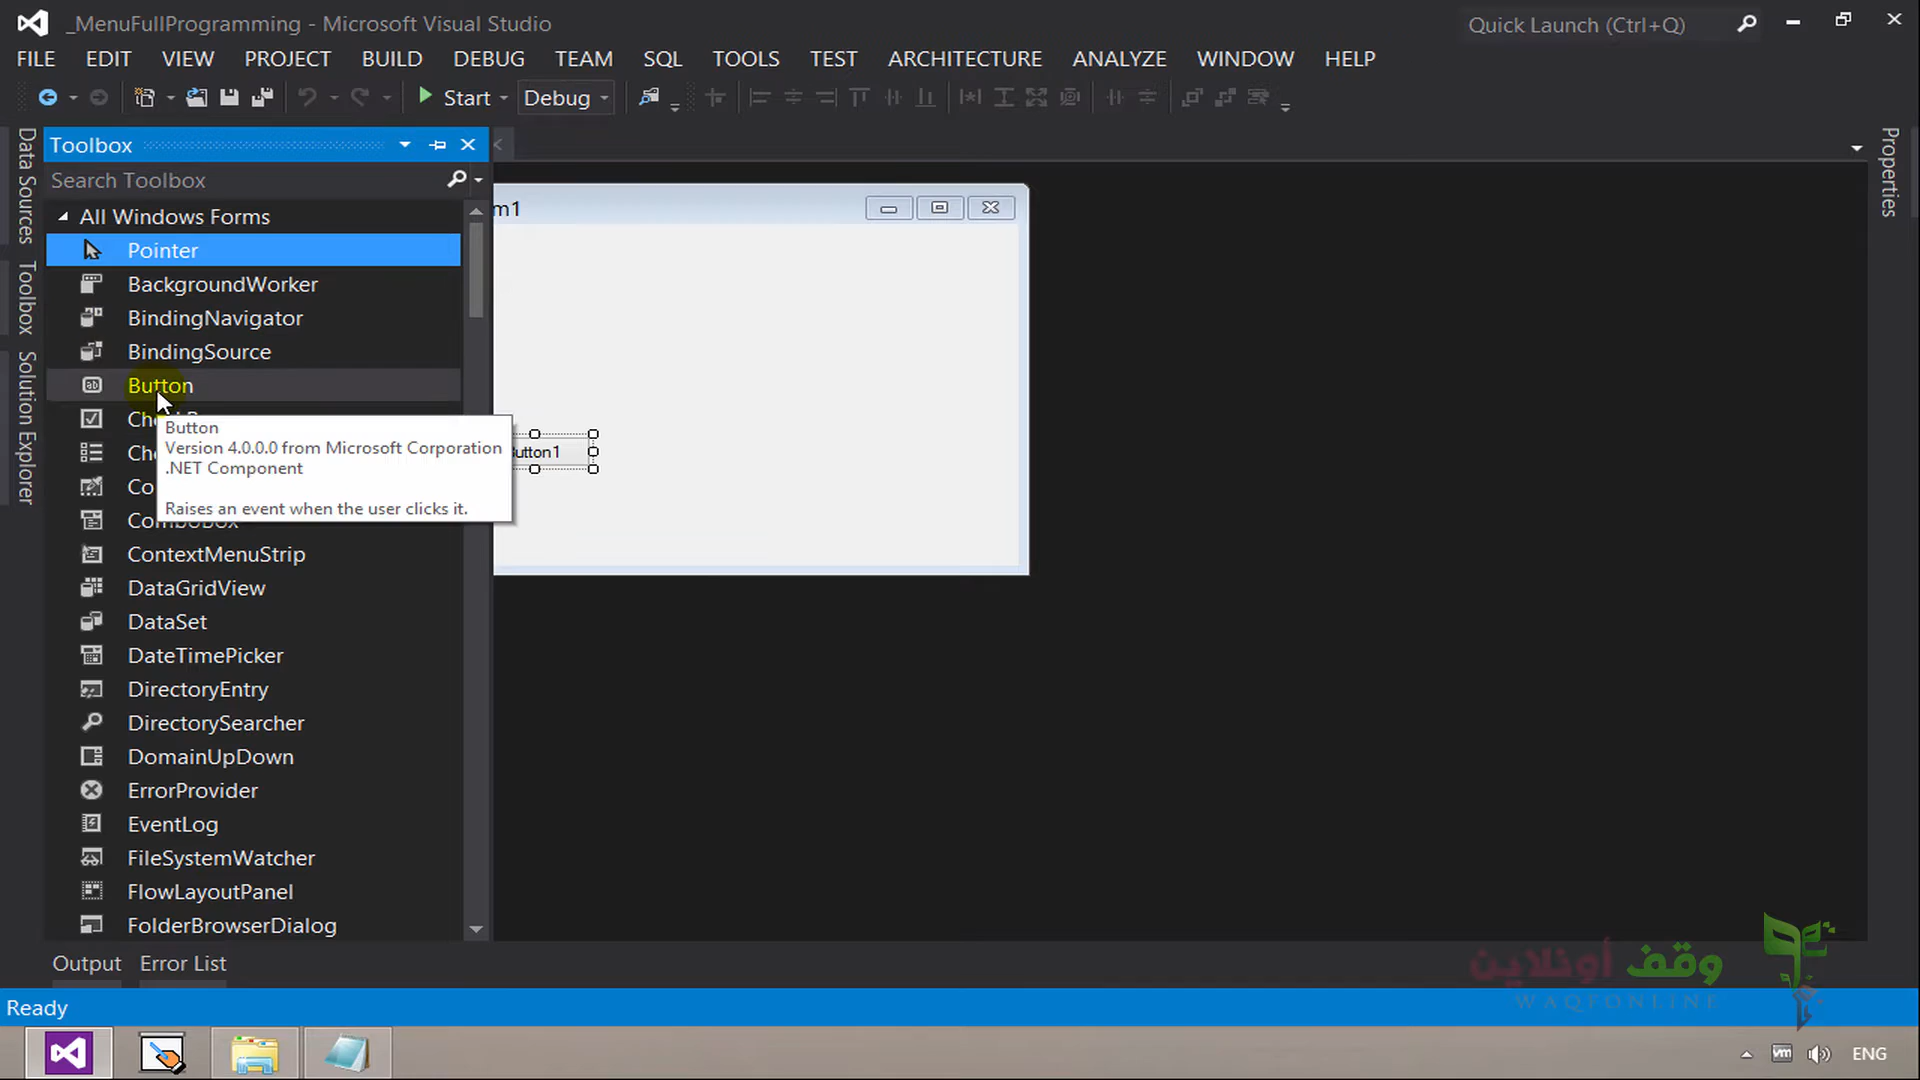 _MenuFullProgramming - Microsoft Visual Studio
Quick Launch (Ctrl+Q)
FILE EDIT VIEW PROJECT BUILD DEBUG TEAM SQL TOOLS TEST ARCHITECTURE ANALYZE WINDOW HELP
Start Debug
Data Sources
Toolbox
Solution Explorer
Toolbox
Search Toolbox
All Windows Forms
Pointer
BackgroundWorker
BindingNavigator
BindingSource
Button
Button
Version 4.0.0.0 from Microsoft Corporation
.NET Component
Raises an event when the user clicks it.
ComboBox
ContextMenuStrip
DataGridView
DataSet
DateTimePicker
DirectoryEntry
DirectorySearcher
DomainUpDown
ErrorProvider
EventLog
FileSystemWatcher
FlowLayoutPanel
FolderBrowserDialog
m1
utton1
Properties
Output Error List
وقف أونلاين
WAQFONLINE
Ready
ENG